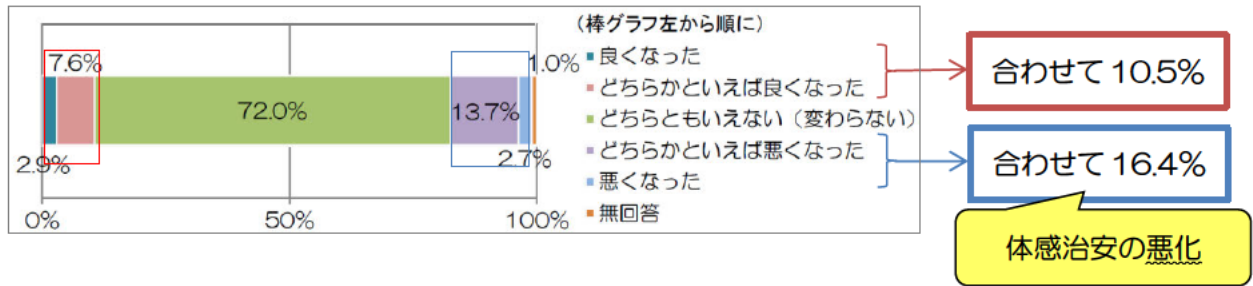 (棒グラフ左から順に)
7.6%
1.0%
良くなった
どちらかといえば良くなった
合わせて 10.5%
72.0%
13.7%
どちらともいえない(変わらない)
どちらかといえば悪くなった
2.9%
2.7%
悪くなった
合わせて 16.4%
無回答
0%
50%
100%
体感治安の悪化